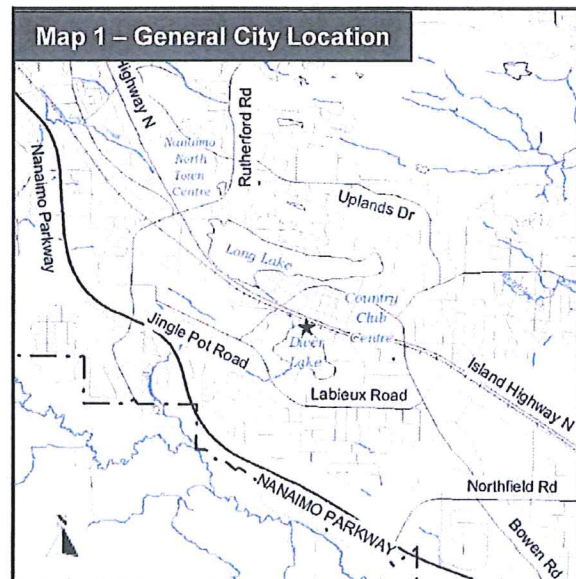 Map 1 – General City Location
Highway N
Rutherford Rd
Nanaimo
North
Town
Centre
Nanaimo Parkway
Uplands Dr
Long Lake
Country
Club
Centre
Jingle Pot Road
Diver
Lake
Island Highway N
Labieux Road
Northfield Rd
NANAIMO PARKWAY
Bowen Rd
N